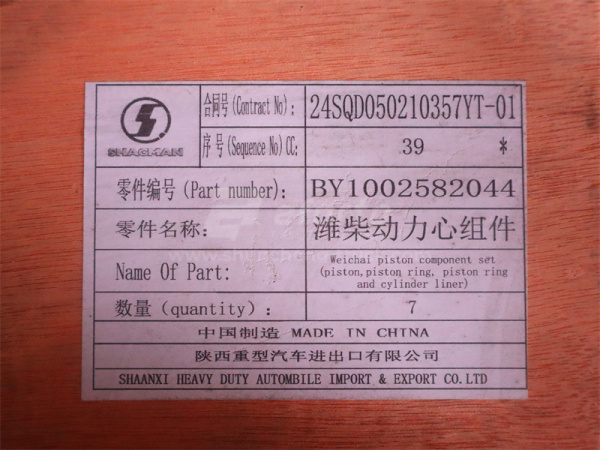 SHACMAN
合同号(Contract No): 24SQD050210357YT-01
序号(Sequence No)CC: 39 *
零件编号(Part number): BY1002582044
零件名称: 潍柴动力心组件
Name Of Part: Weichai piston component set
(piston,piston ring, piston ring
and cylinder liner)
数量(quantity): 7
中国制造 MADE IN CHINA
陕西重型汽车进出口有限公司
SHAANXI HEAVY DUTY AUTOMBILE IMPORT & EXPORT CO.LTD